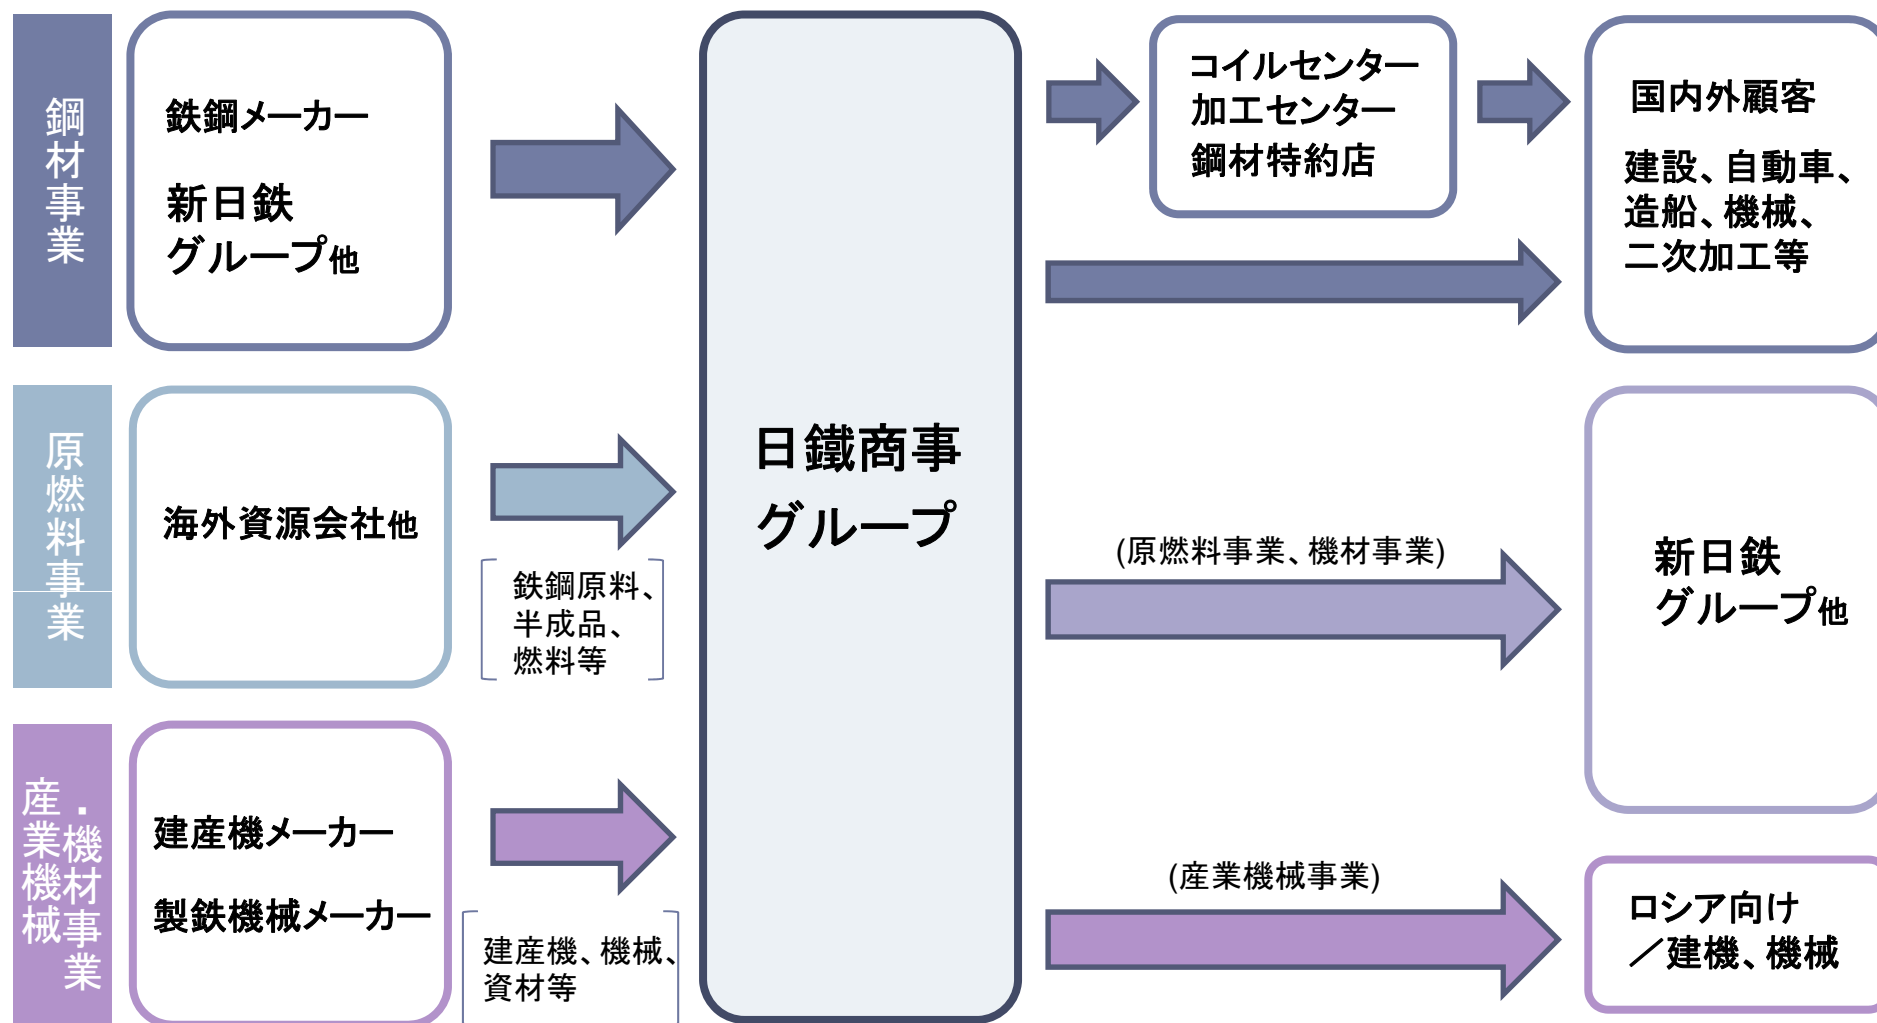 鋼材事業
鉄鋼メーカー
新日鉄
グループ他
コイルセンター
加工センター
鋼材特約店
国内外顧客
建設、自動車、
造船、機械、
二次加工等
原燃料事業
海外資源会社他
鉄鋼原料、
半成品、
燃料等
日鐵商事
グループ
(原燃料事業、機材事業)
新日鉄
グループ他
産業機械
・機材事業
建産機メーカー
製鉄機械メーカー
建産機、機械、
資材等
(産業機械事業)
ロシア向け
／建機、機械